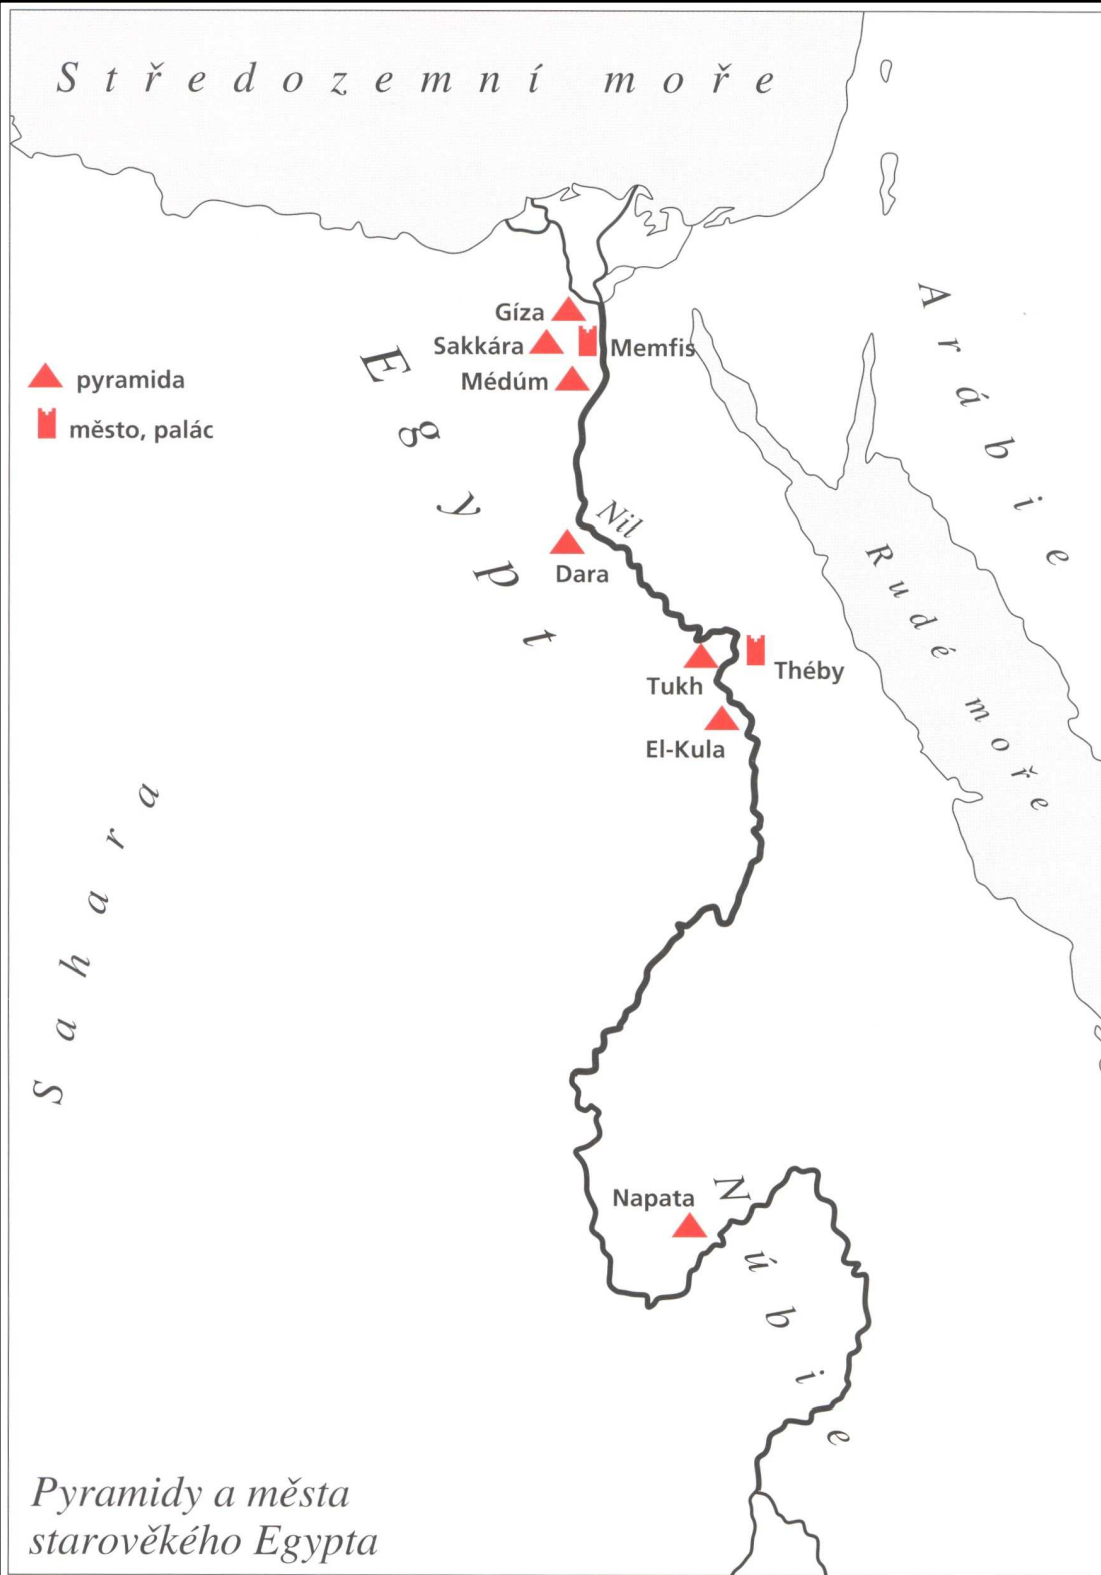 Středozemní moře
Gíza
Sakkára
Memfis
Médúm
pyramida
město, palác
Egypt
Arábie
Nil
Dara
Rudé moře
Tukh
Théby
El-Kula
Sahara
Napata
Núbie
Pyramidy a města
starověkého Egypta